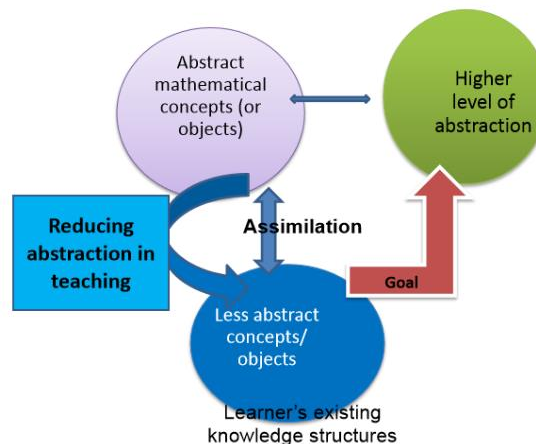 Abstract
mathematical
concepts (or
objects)
Higher
level of
abstraction
Reducing
abstraction in
teaching
Assimilation
Goal
Less abstract
concepts/
objects
Learner's existing
knowledge structures